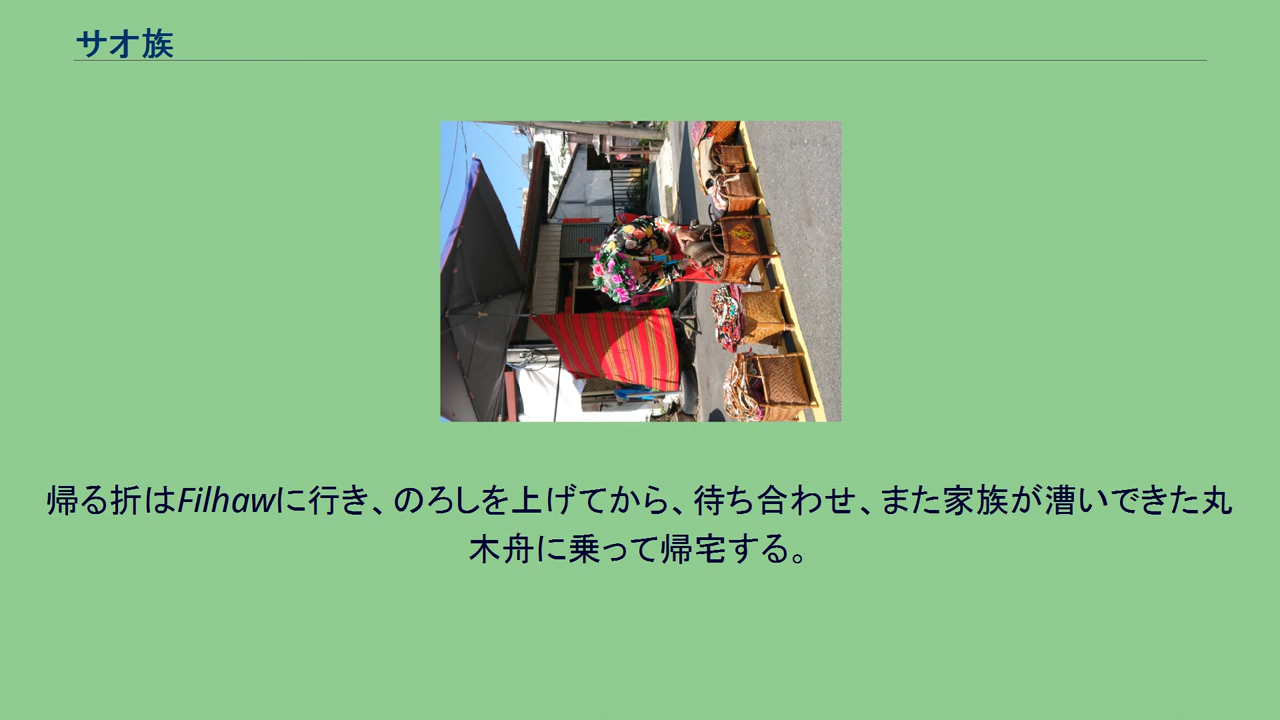 サオ族
帰る折はFilhawに行き、のろしを上げてから、待ち合わせ、また家族が漕いできた丸
木舟に乗って帰宅する。